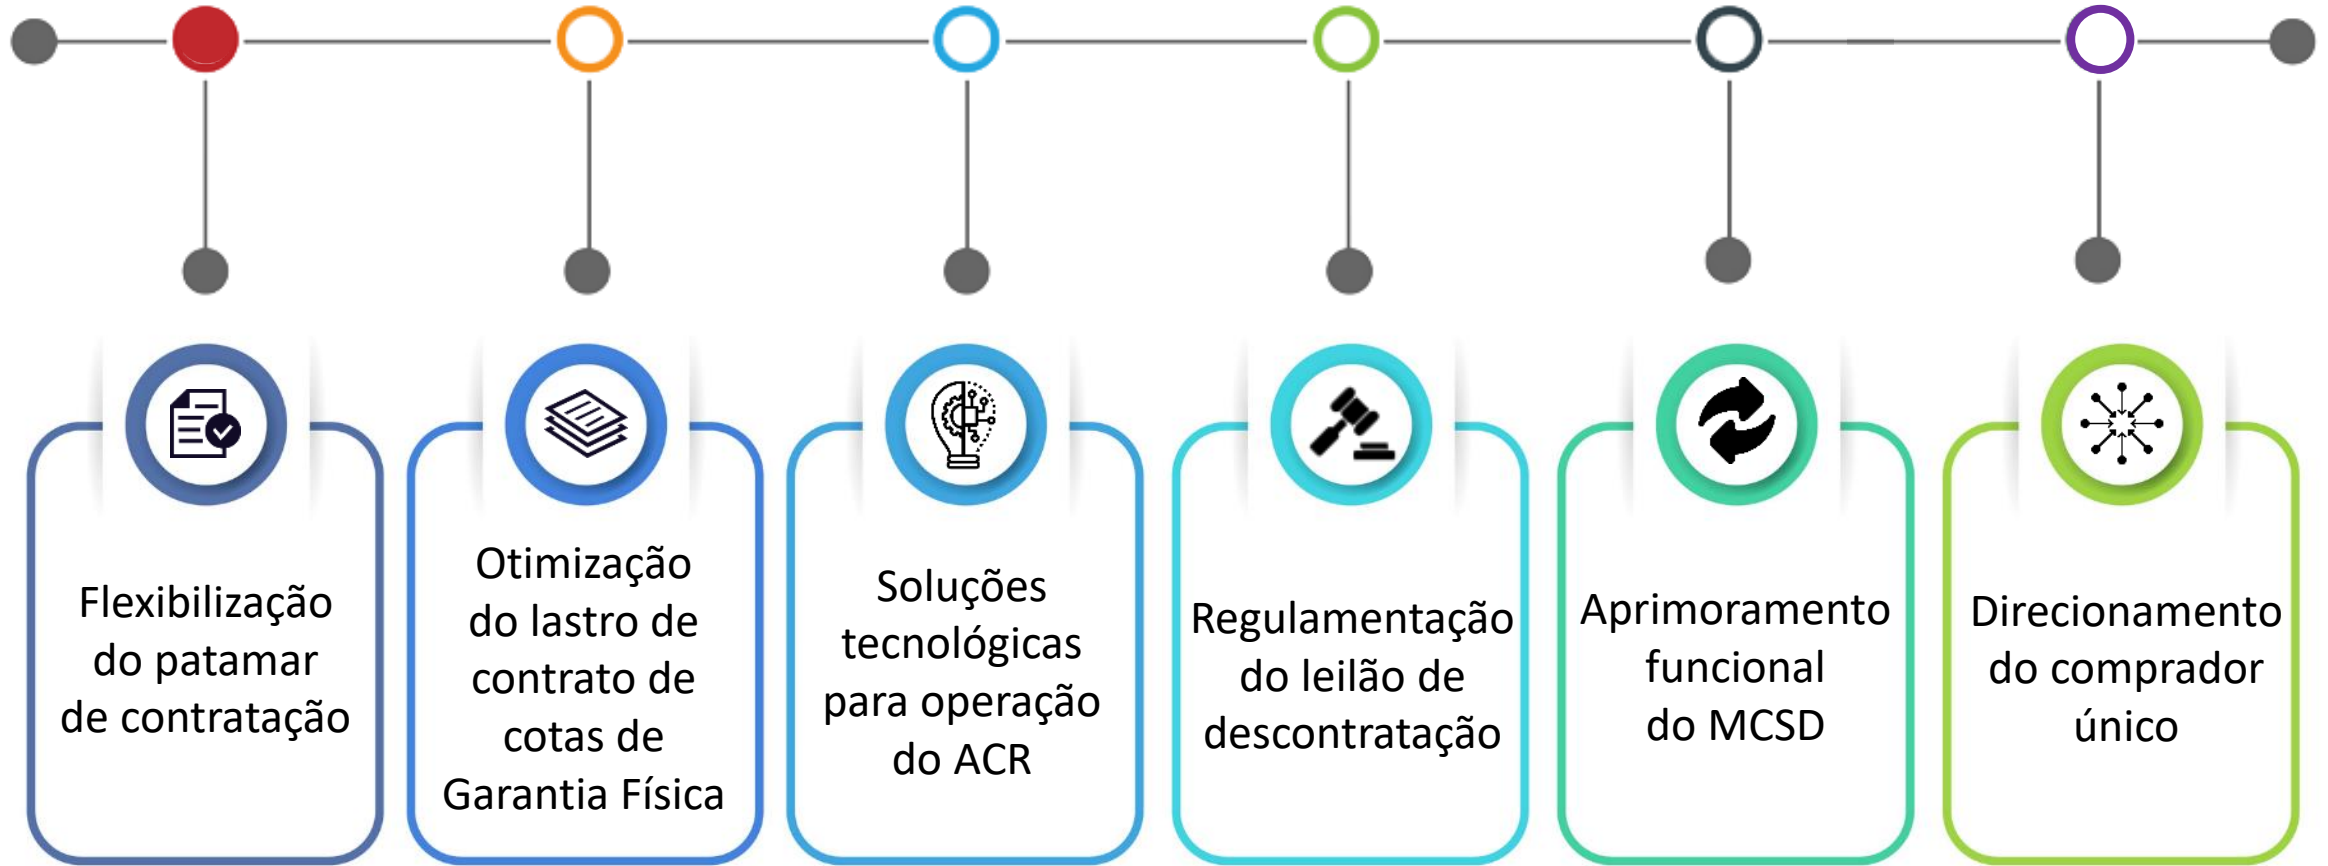 Flexibilização
do patamar
de contratação
Otimização
do lastro de
contrato de
cotas de
Garantia Física
Soluções
tecnológicas
para operação
do ACR
Regulamentação
do leilão de
descontratação
Aprimoramento
funcional
do MCSD
Direcionamento
do comprador
único